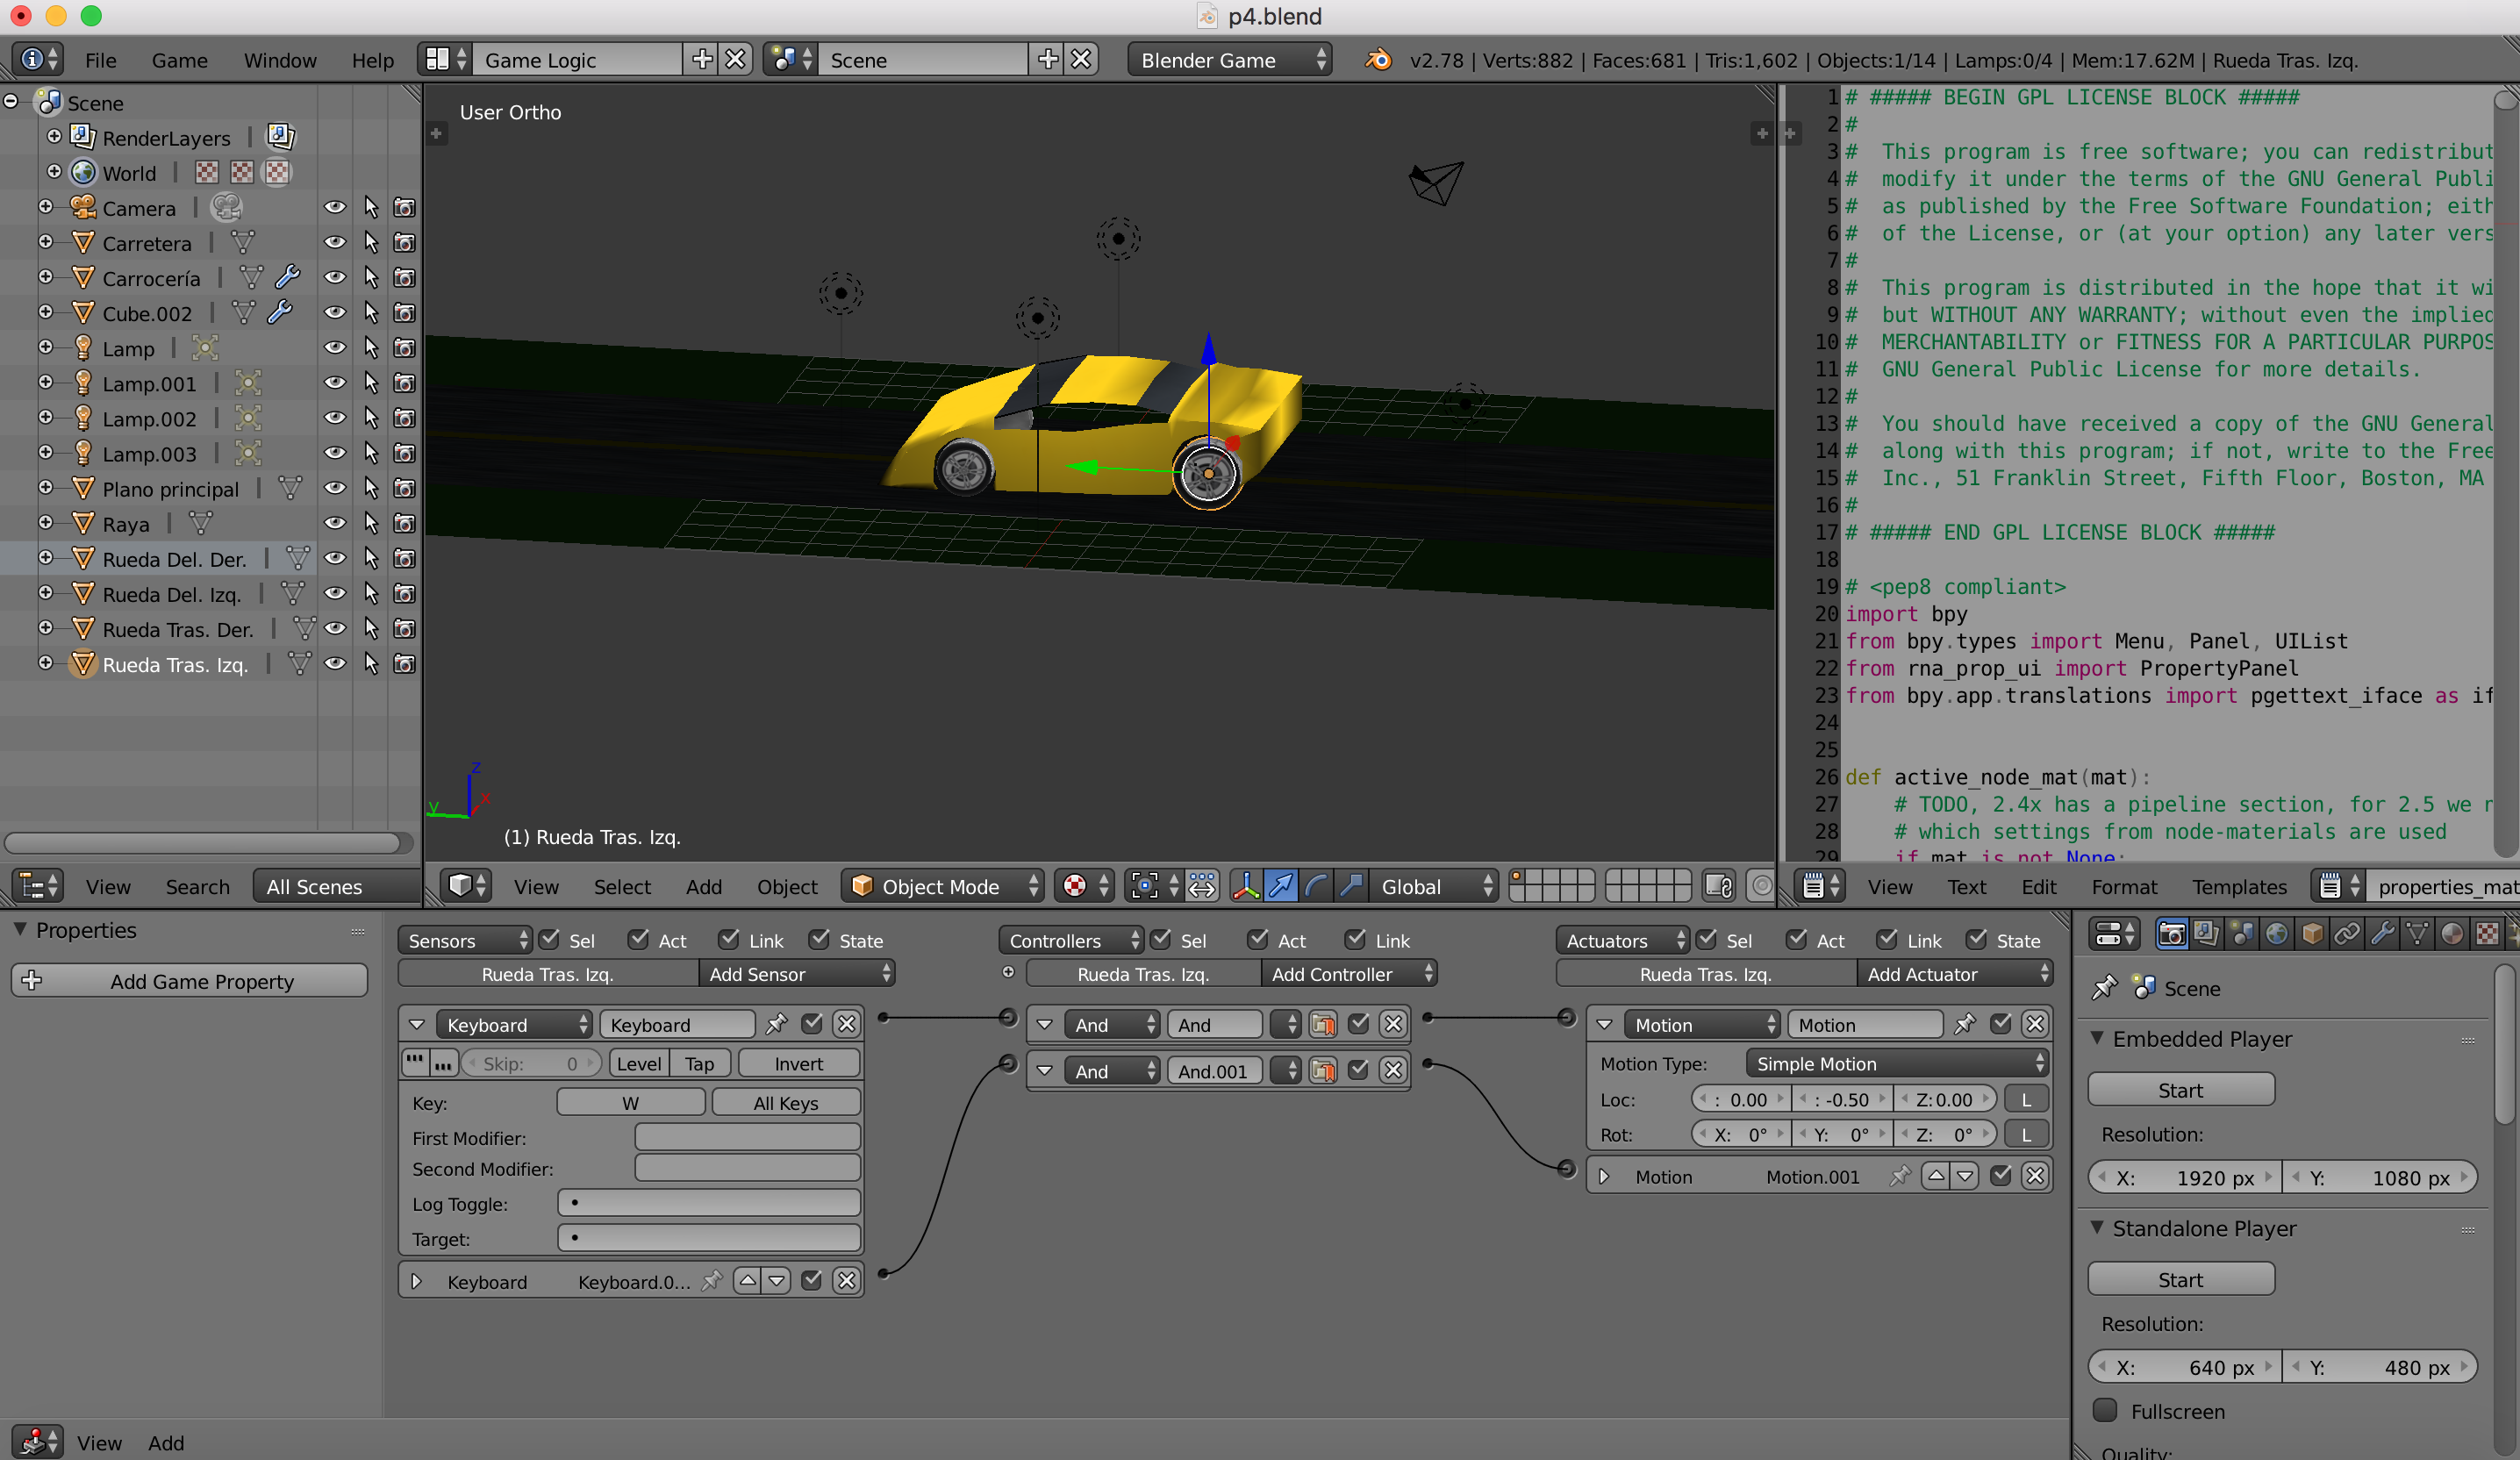 p4.blend
File Game Window Help Game Logic Scene Blender Game v2.78 | Verts:882 | Faces:681 | Tris:1,602 | Objects:1/14 | Lamps:0/4 | Mem:17.62M | Rueda Tras. Izq.
Scene
RenderLayers
World
Camera
Carretera
Carrocería
Cube.002
Lamp
Lamp.001
Lamp.002
Lamp.003
Plano principal
Raya
Rueda Del. Der.
Rueda Del. Izq.
Rueda Tras. Der.
Rueda Tras. Izq.
View Search All Scenes
User Ortho
z
y x
(1) Rueda Tras. Izq.
View Select Add Object Object Mode Global
1 # ##### BEGIN GPL LICENSE BLOCK #####
2 #
3 # This program is free software; you can redistribut
4 # modify it under the terms of the GNU General Publi
5 # as published by the Free Software Foundation; eith
6 # of the License, or (at your option) any later vers
7 #
8 # This program is distributed in the hope that it wi
9 # but WITHOUT ANY WARRANTY; without even the implied
10 # MERCHANTABILITY or FITNESS FOR A PARTICULAR PURPOS
11 # GNU General Public License for more details.
12 #
13 # You should have received a copy of the GNU General
14 # along with this program; if not, write to the Free
15 # Inc., 51 Franklin Street, Fifth Floor, Boston, MA
16 #
17 # ##### END GPL LICENSE BLOCK #####
18
19 # <pep8 compliant>
20 import bpy
21 from bpy.types import Menu, Panel, UIList
22 from rna_prop_ui import PropertyPanel
23 from bpy.app.translations import pgettext_iface as if
24
25
26 def active_node_mat(mat):
27 # TODO, 2.4x has a pipeline section, for 2.5 we n
28 # which settings from node-materials are used
29 if mat is not None:
View Text Edit Format Templates properties_mat
Properties
Add Game Property
Sensors Sel Act Link State
Rueda Tras. Izq. Add Sensor
Keyboard Keyboard
Skip: 0 Level Tap Invert
Key: W All Keys
First Modifier:
Second Modifier:
Log Toggle:
Target:
Keyboard Keyboard.0...
Controllers Sel Act Link
Rueda Tras. Izq. Add Controller
And And
And And.001
Actuators Sel Act Link State
Rueda Tras. Izq. Add Actuator
Motion Motion
Motion Type: Simple Motion
Loc: : 0.00 : -0.50 Z: 0.00 L
Rot: X: 0° Y: 0° Z: 0° L
Motion Motion.001
Scene
Embedded Player
Start
Resolution:
X: 1920 px Y: 1080 px
Standalone Player
Start
Resolution:
X: 640 px Y: 480 px
Fullscreen
Quality:
View Add